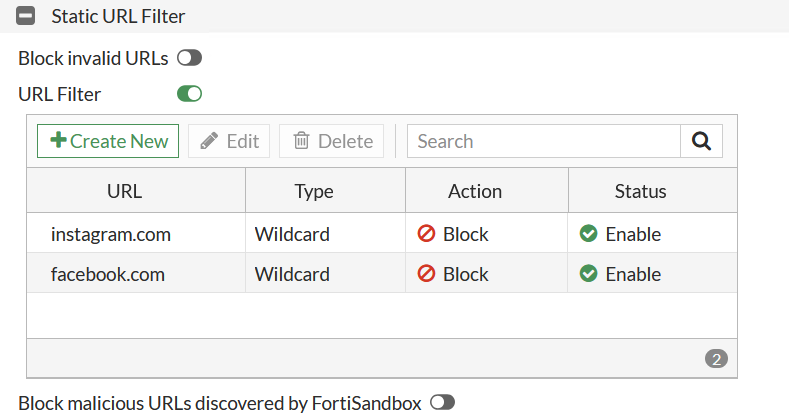 Static URL Filter
Block invalid URLs
URL Filter
Create New Edit Delete Search
URL Type Action Status
instagram.com Wildcard Block Enable
facebook.com Wildcard Block Enable
2
Block malicious URLs discovered by FortiSandbox